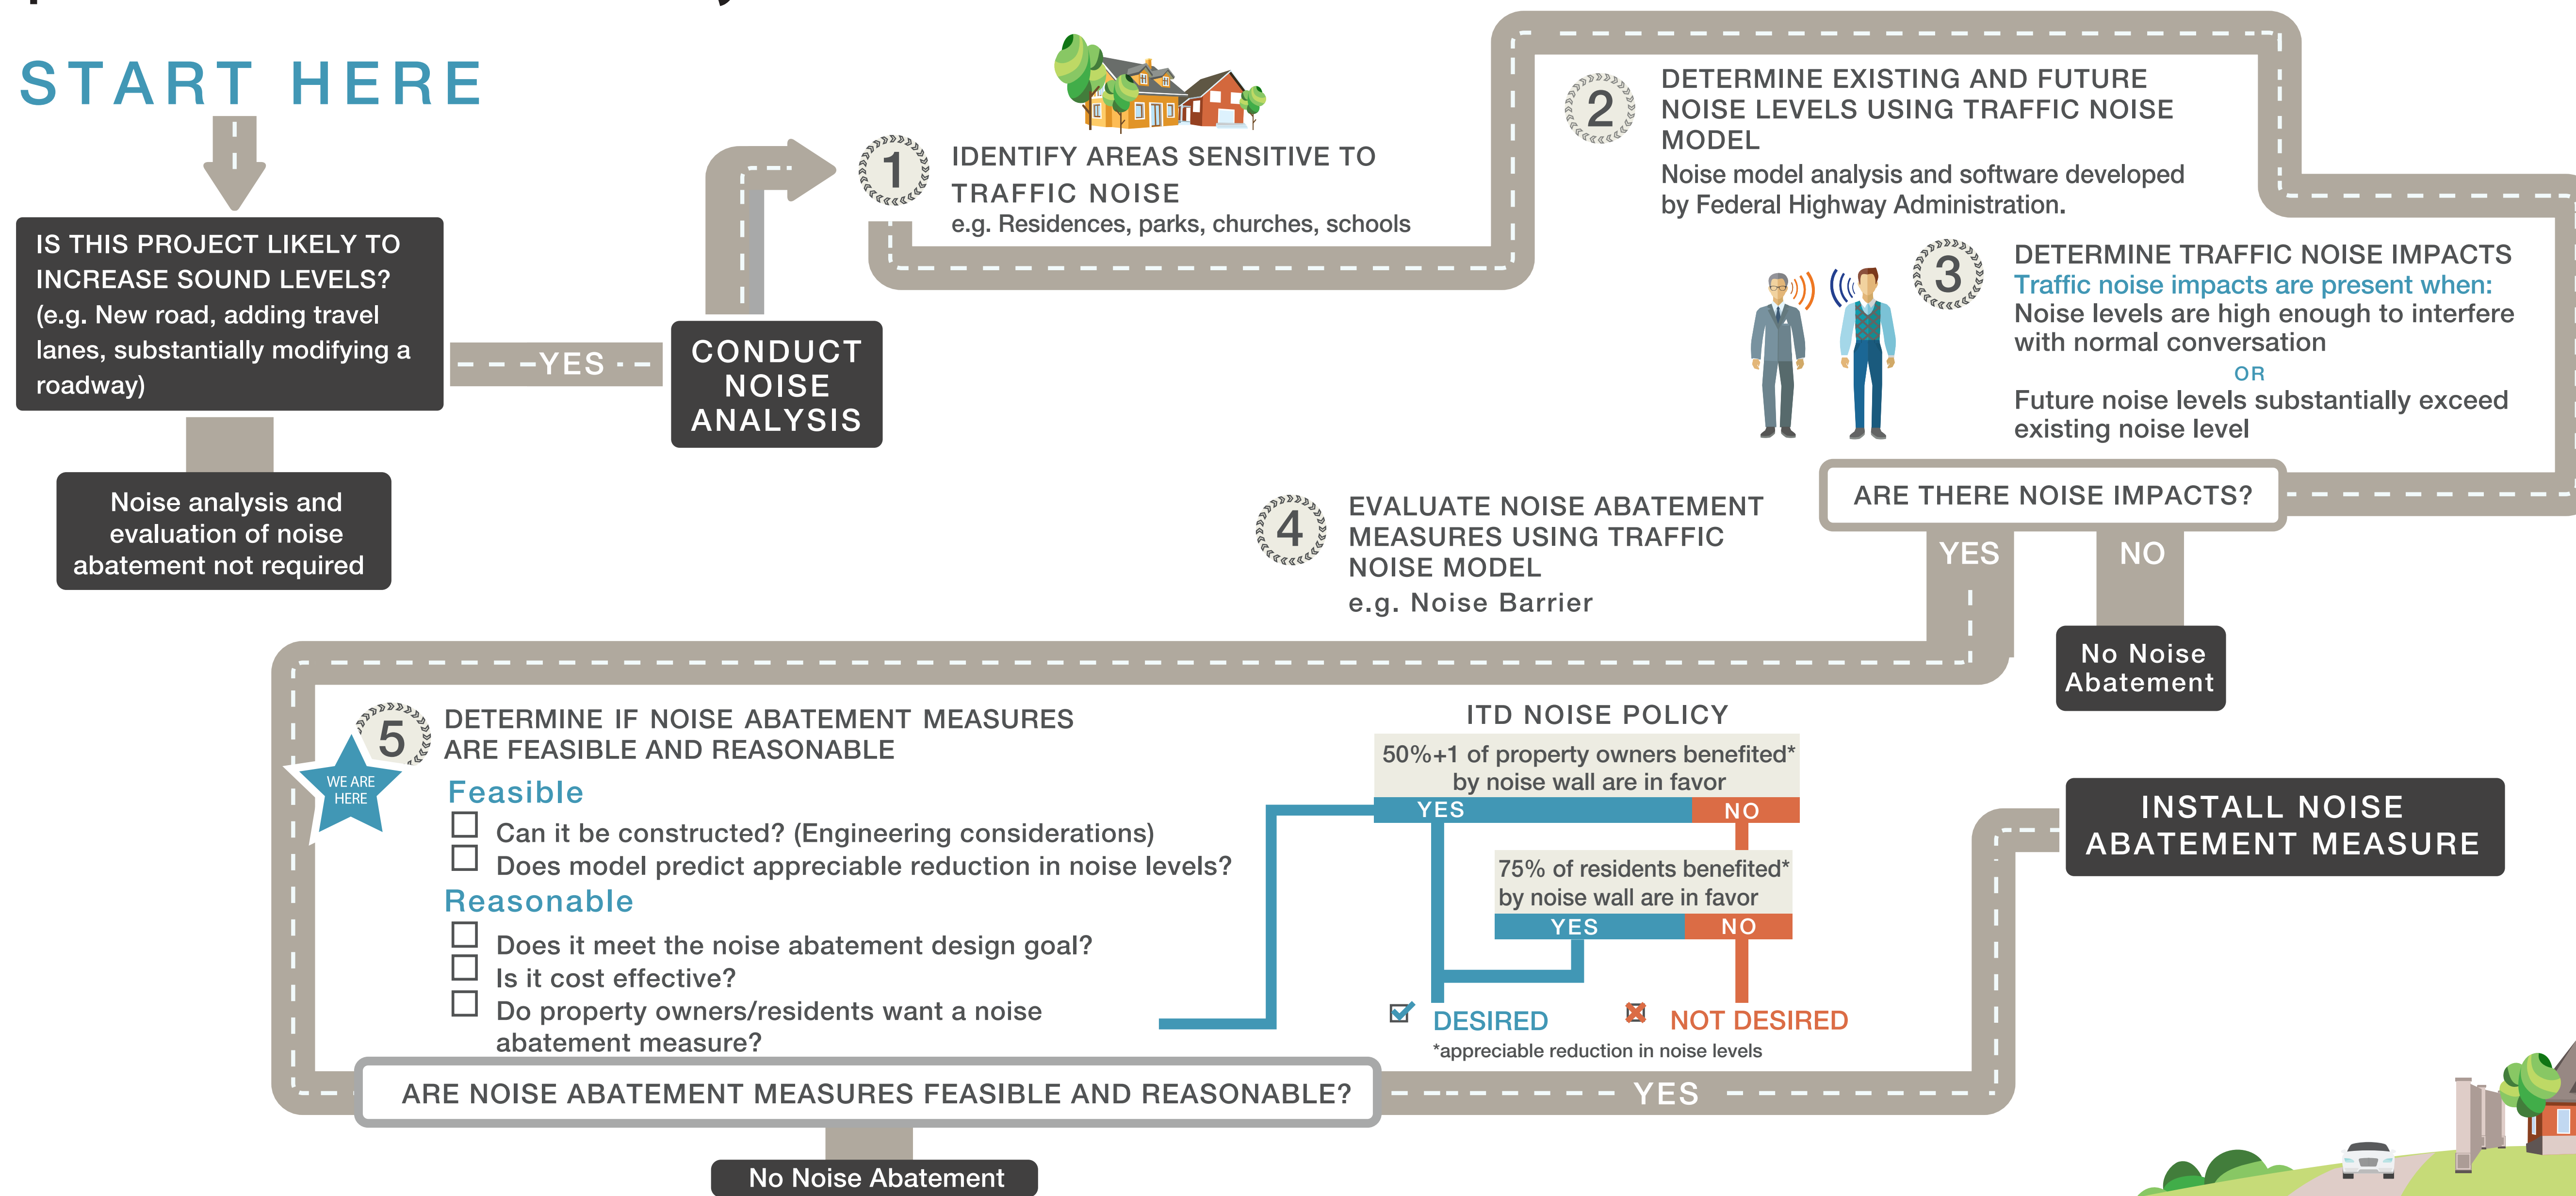 START HERE
IS THIS PROJECT LIKELY TO
INCREASE SOUND LEVELS?
(e.g. New road, adding travel
lanes, substantially modifying a
roadway)
YES
Noise analysis and
evaluation of noise
abatement not required
CONDUCT
NOISE
ANALYSIS
1
IDENTIFY AREAS SENSITIVE TO
TRAFFIC NOISE
e.g. Residences, parks, churches, schools
2
DETERMINE EXISTING AND FUTURE
NOISE LEVELS USING TRAFFIC NOISE
MODEL
Noise model analysis and software developed
by Federal Highway Administration.
3
DETERMINE TRAFFIC NOISE IMPACTS
Traffic noise impacts are present when:
Noise levels are high enough to interfere
with normal conversation
OR
Future noise levels substantially exceed
existing noise level
ARE THERE NOISE IMPACTS?
YES
NO
No Noise
Abatement
4
EVALUATE NOISE ABATEMENT
MEASURES USING TRAFFIC
NOISE MODEL
e.g. Noise Barrier
5
WE ARE
HERE
DETERMINE IF NOISE ABATEMENT MEASURES
ARE FEASIBLE AND REASONABLE
Feasible
Can it be constructed? (Engineering considerations)
Does model predict appreciable reduction in noise levels?
Reasonable
Does it meet the noise abatement design goal?
Is it cost effective?
Do property owners/residents want a noise
abatement measure?
ITD NOISE POLICY
50%+1 of property owners benefited*
by noise wall are in favor
YES
NO
75% of residents benefited*
by noise wall are in favor
YES
NO
DESIRED
NOT DESIRED
*appreciable reduction in noise levels
ARE NOISE ABATEMENT MEASURES FEASIBLE AND REASONABLE?
YES
INSTALL NOISE
ABATEMENT MEASURE
No Noise Abatement